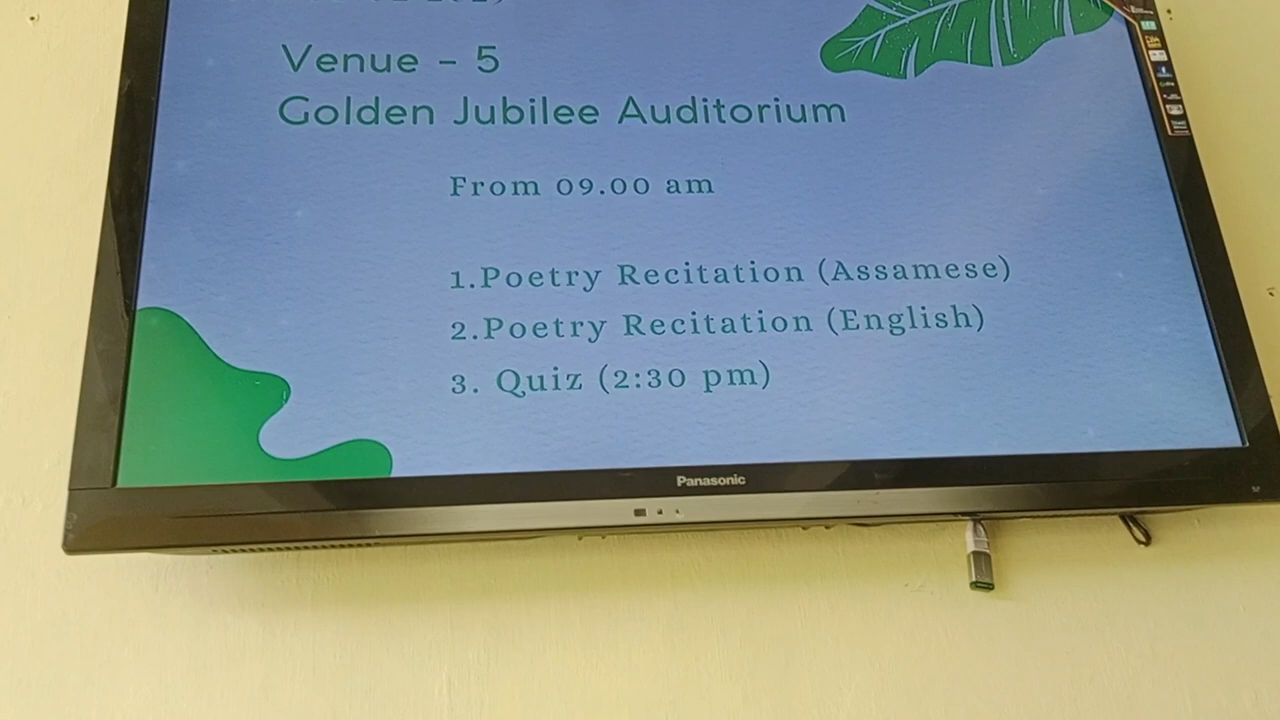 Venue - 5
Golden Jubilee Auditorium
From 09.00 am
1.Poetry Recitation (Assamese)
2.Poetry Recitation (English)
3. Quiz (2:30 pm)
Panasonic